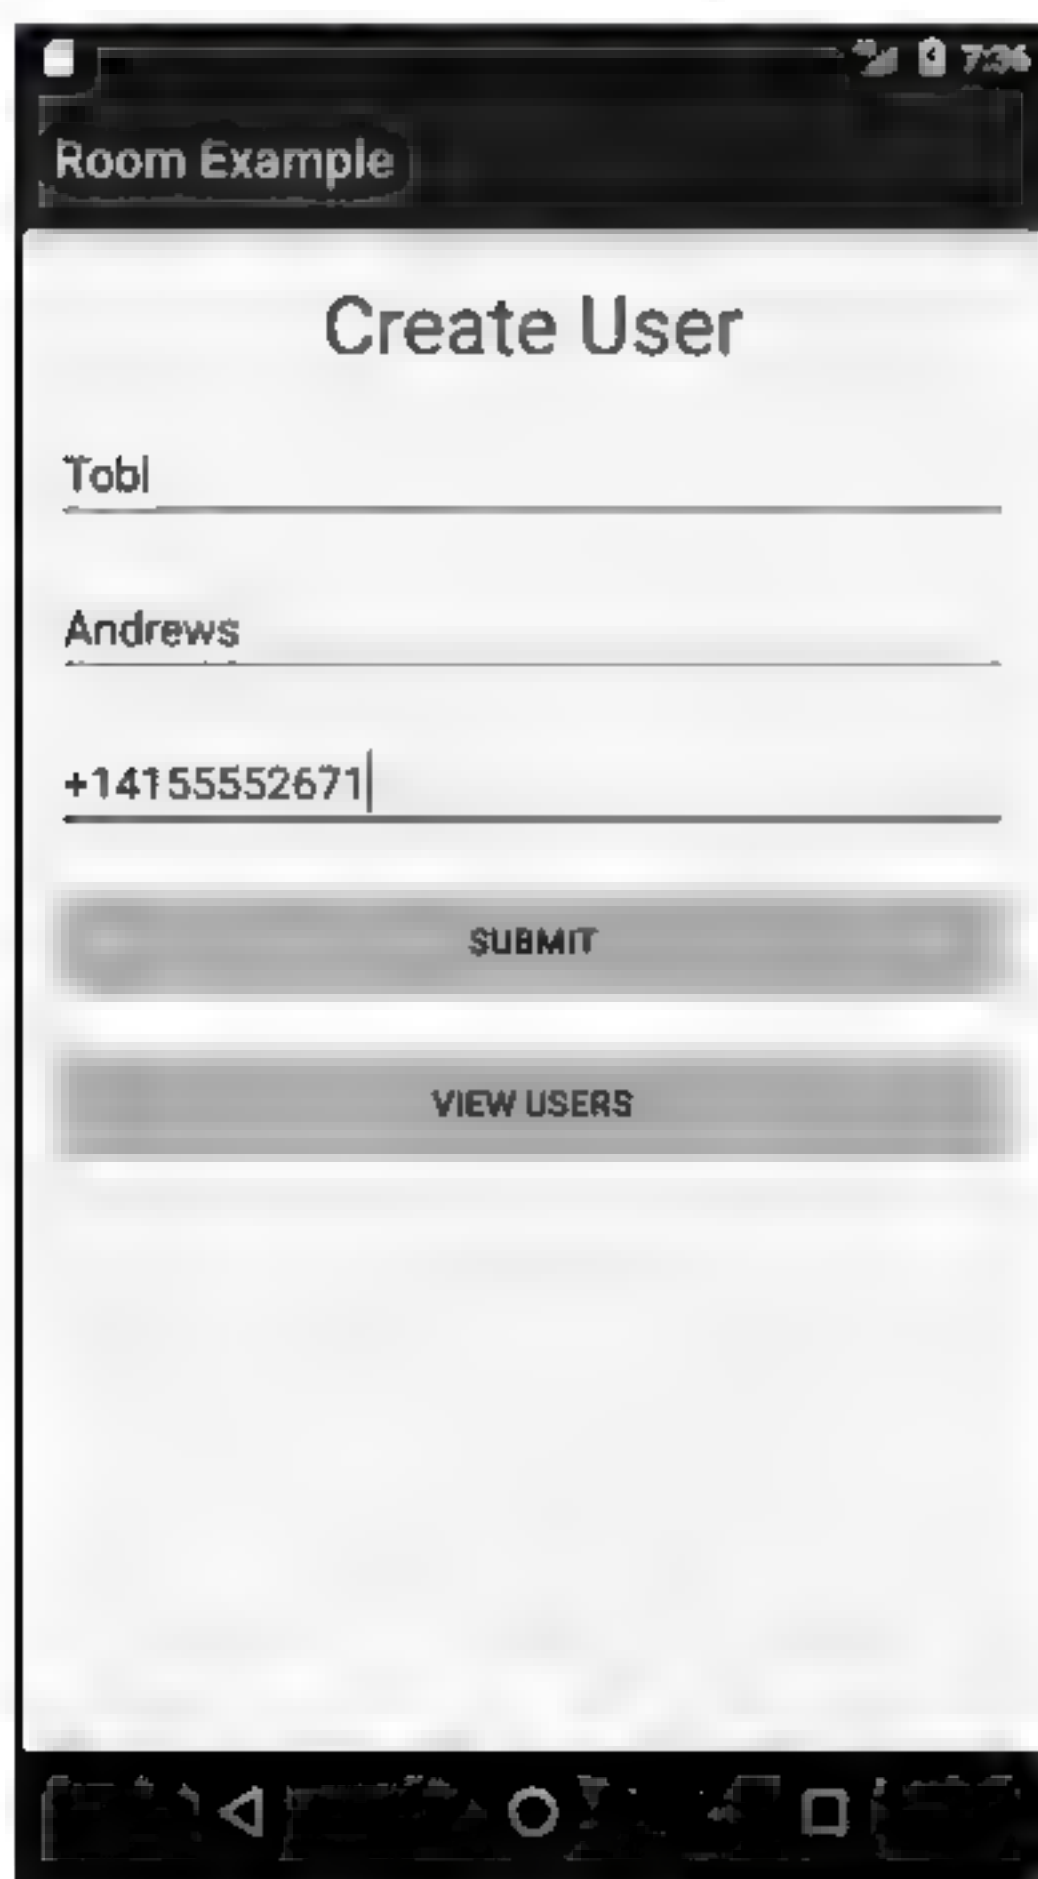 7:36
Room Example
Create User
Tobi
Andrews
+14155552671
SUBMIT
VIEW USERS